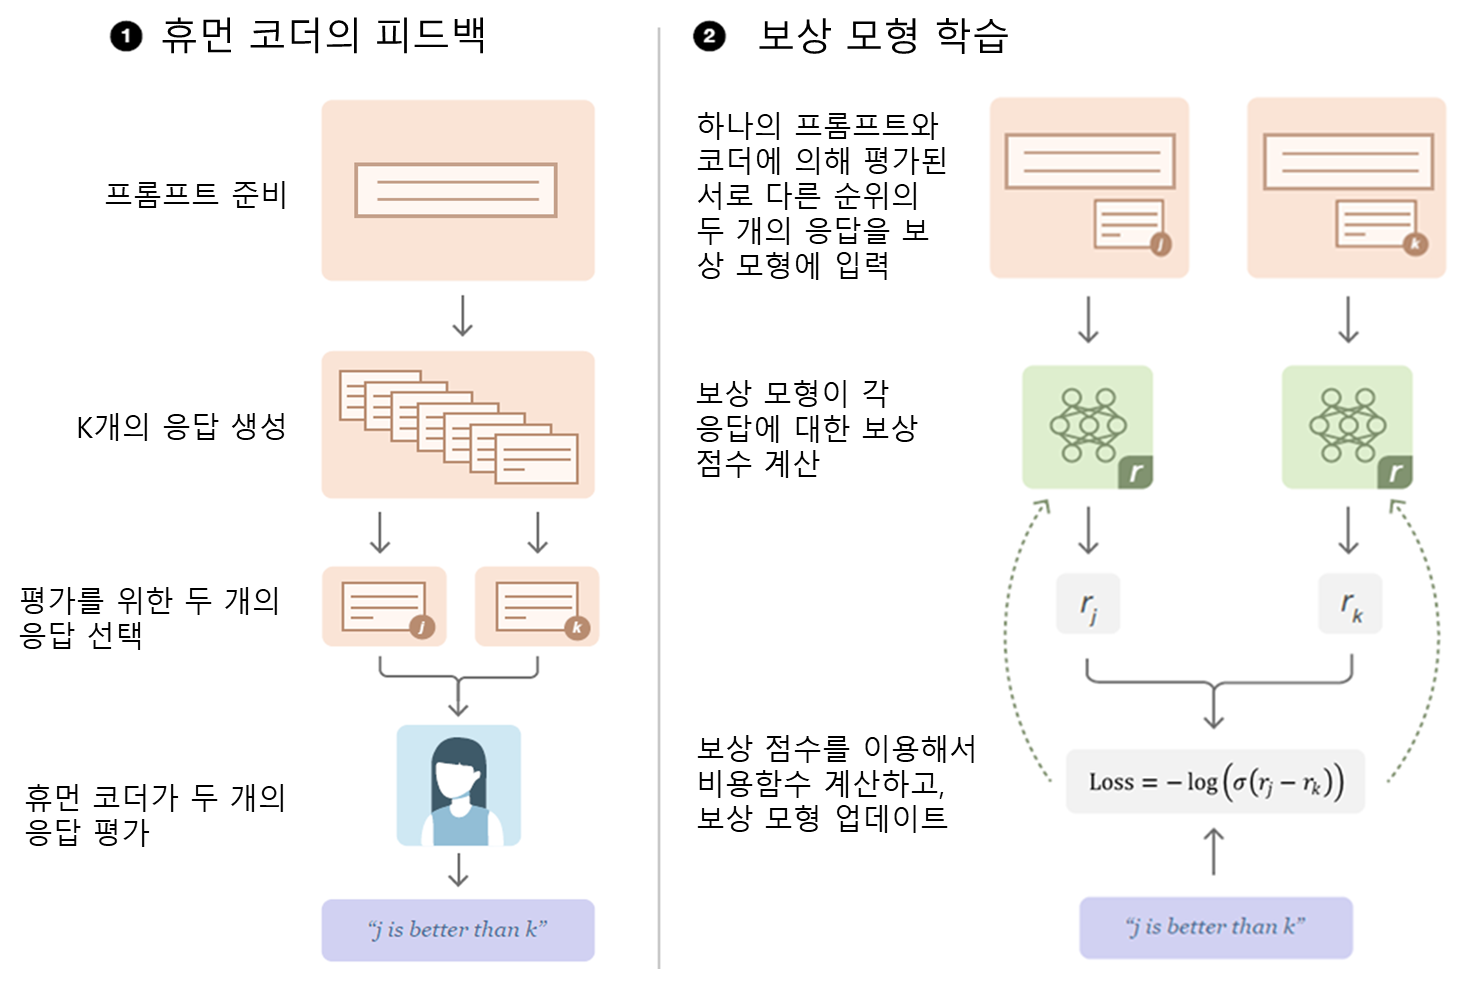 1 휴먼 코더의 피드백
프롬프트 준비
K개의 응답 생성
평가를 위한 두 개의
응답 선택
j
k
휴먼 코더가 두 개의
응답 평가
“j is better than k”
2 보상 모형 학습
하나의 프롬프트와
코더에 의해 평가된
서로 다른 순위의
두 개의 응답을 보
상 모형에 입력
j
k
보상 모형이 각
응답에 대한 보상
점수 계산
r
r
r_j
r_k
보상 점수를 이용해서
비용함수 계산하고,
보상 모형 업데이트
Loss = − log(σ(r_j − r_k))
“j is better than k”